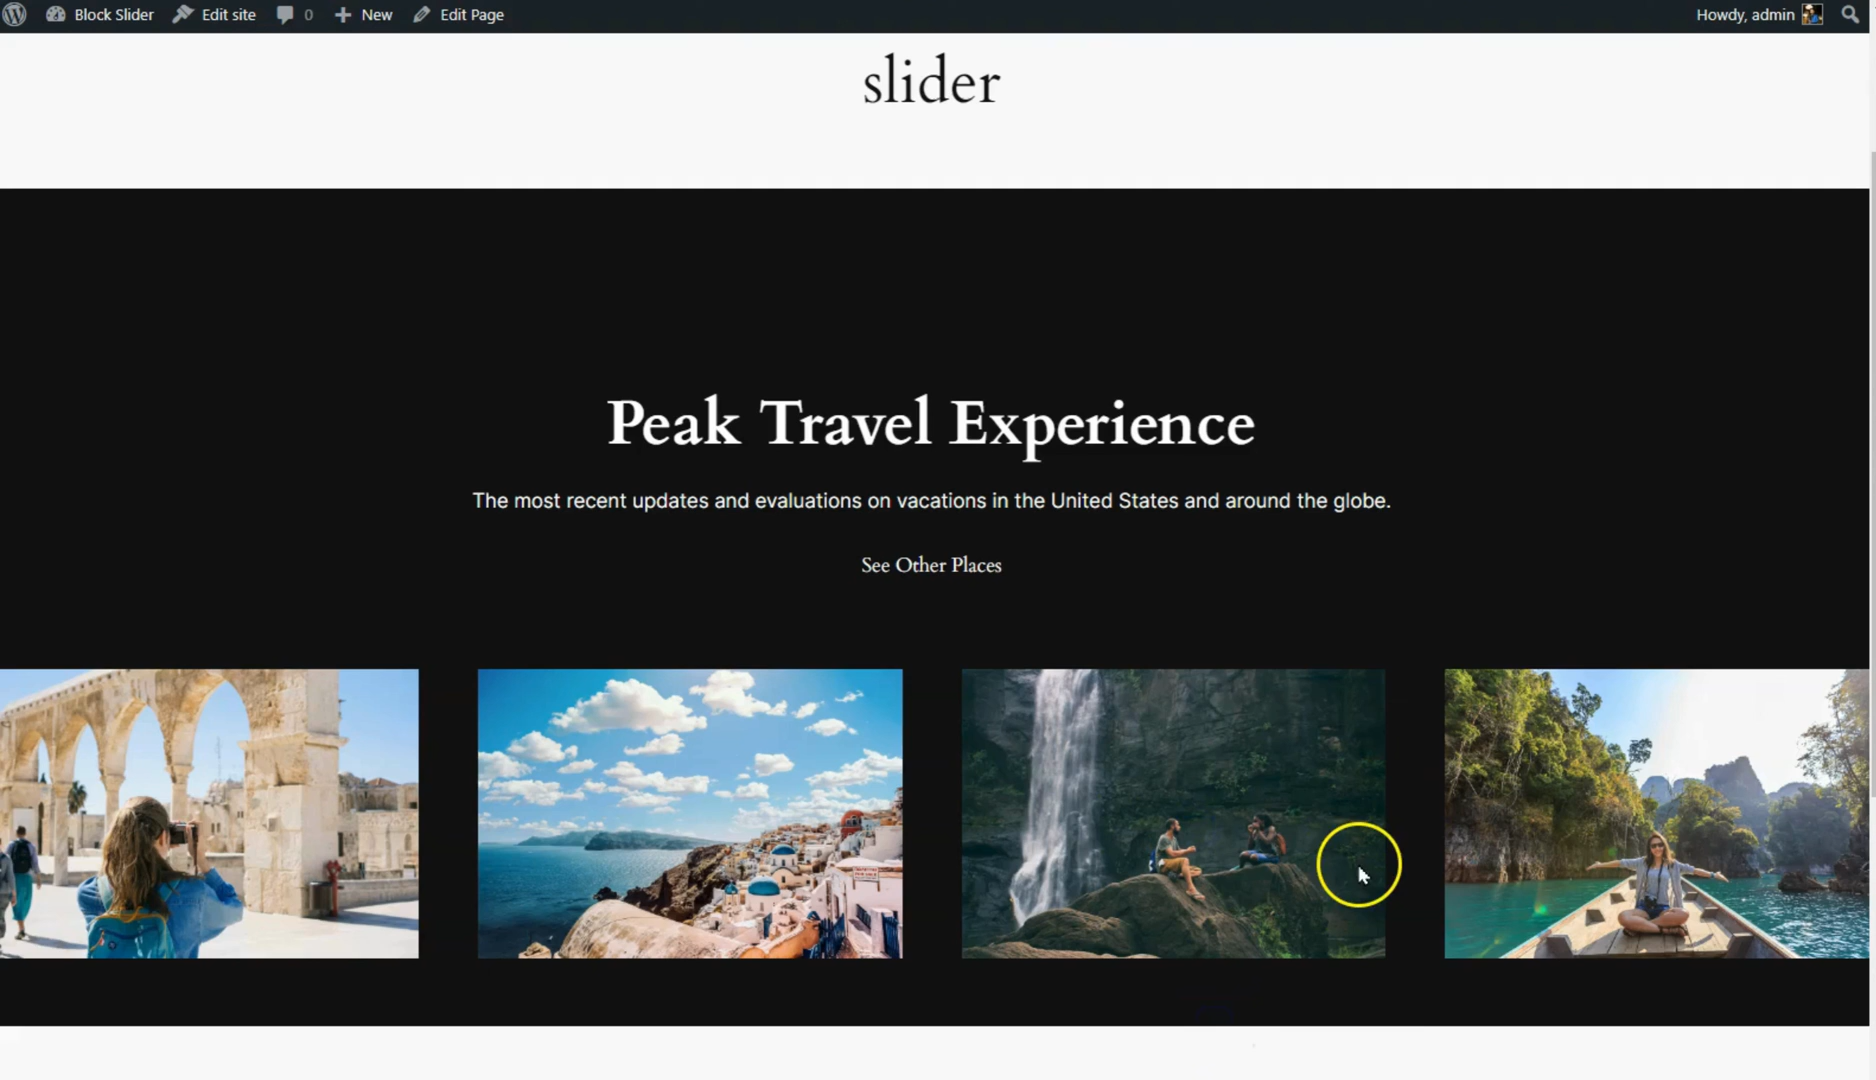 Block Slider Edit site 0 New Edit Page Howdy, admin
slider
Peak Travel Experience
The most recent updates and evaluations on vacations in the United States and around the globe.
See Other Places